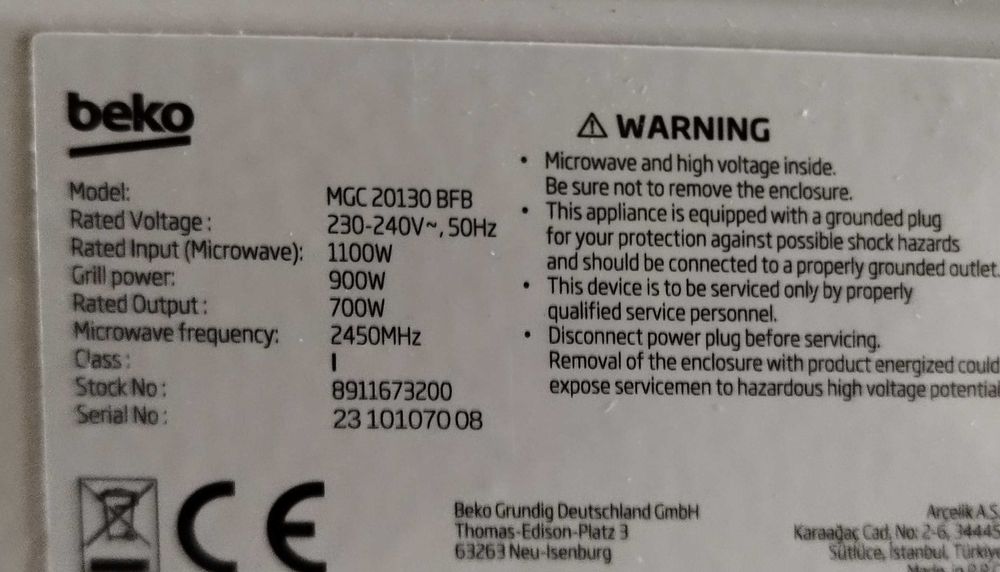 beko
Model: MGC 20130 BFB
Rated Voltage: 230-240V~, 50Hz
Rated Input (Microwave): 1100W
Grill power: 900W
Rated Output: 700W
Microwave frequency: 2450MHz
Class: I
Stock No: 8911673200
Serial No: 23 101070 08
⚠ WARNING
• Microwave and high voltage inside.
Be sure not to remove the enclosure.
• This appliance is equipped with a grounded plug
for your protection against possible shock hazards
and should be connected to a properly grounded outlet.
• This device is to be serviced only by properly
qualified service personnel.
• Disconnect power plug before servicing.
Removal of the enclosure with product energized could
expose servicemen to hazardous high voltage potential
CE
Beko Grundig Deutschland GmbH
Thomas-Edison-Platz 3
63263 Neu-Isenburg
Arçelik A.S.
Karaağaç Cad. No: 2-6, 34445
Sütlüce, İstanbul, Türkiye
Made in